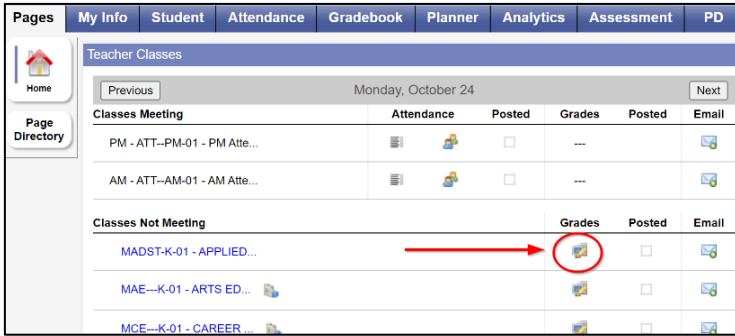 Pages My Info Student Attendance Gradebook Planner Analytics Assessment PD
Home
Page
Directory
Teacher Classes
Previous Monday, October 24 Next
Classes Meeting Attendance Posted Grades Posted Email
PM - ATT--PM-01 - PM Atte... ---
AM - ATT--AM-01 - AM Atte... ---
Classes Not Meeting Grades Posted Email
MADST-K-01 - APPLIED...
MAE---K-01 - ARTS ED...
MCE---K-01 - CAREER ...